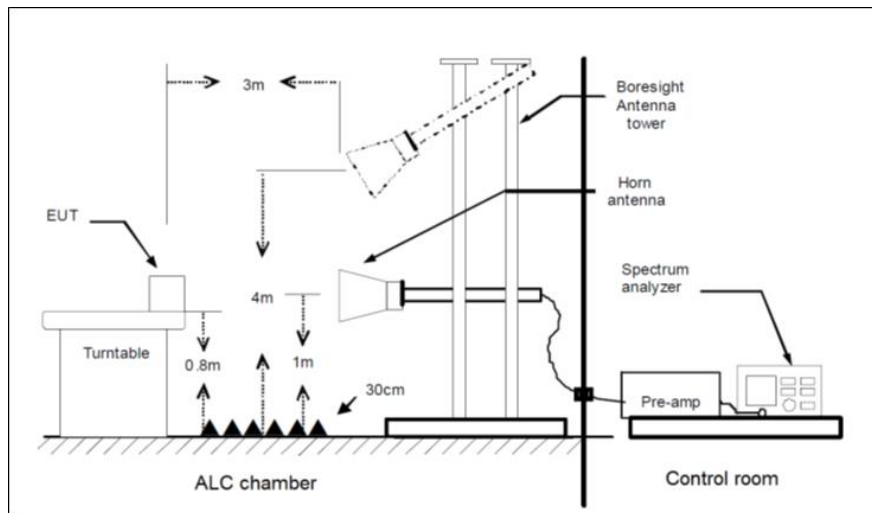 3m
Boresight
Antenna
tower
EUT
Horn
antenna
Spectrum
analyzer
4m
Turntable
0.8m
1m
30cm
Pre-amp
ALC chamber
Control room